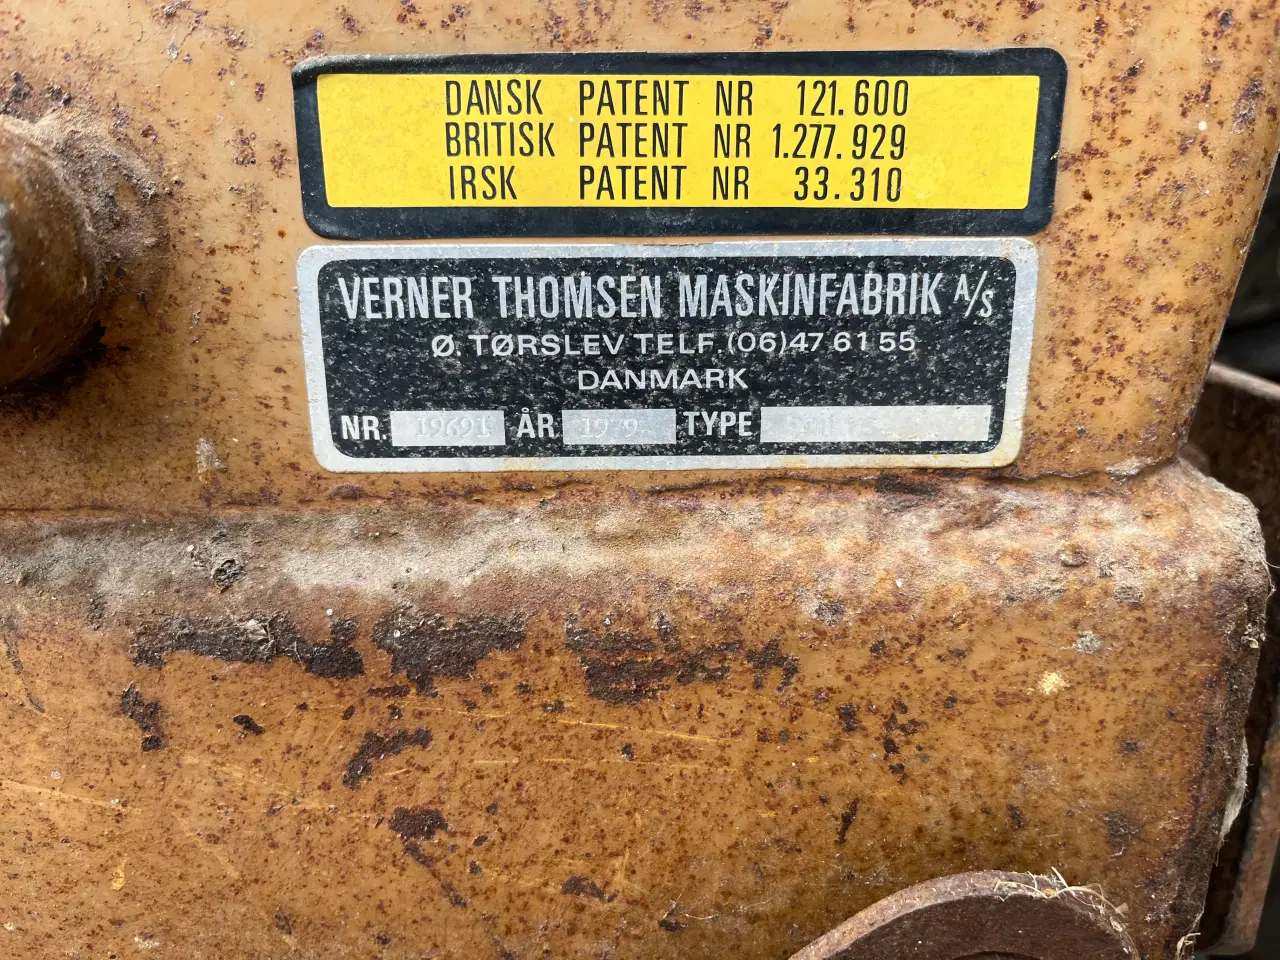 DANSK PATENT NR 121.600
BRITISK PATENT NR 1.277.929
IRSK PATENT NR 33.310
VERNER THOMSEN MASKINFABRIK A/S
Ø. TØRSLEV TELF. (06) 47 61 55
DANMARK
NR. 19691 ÅR TYPE